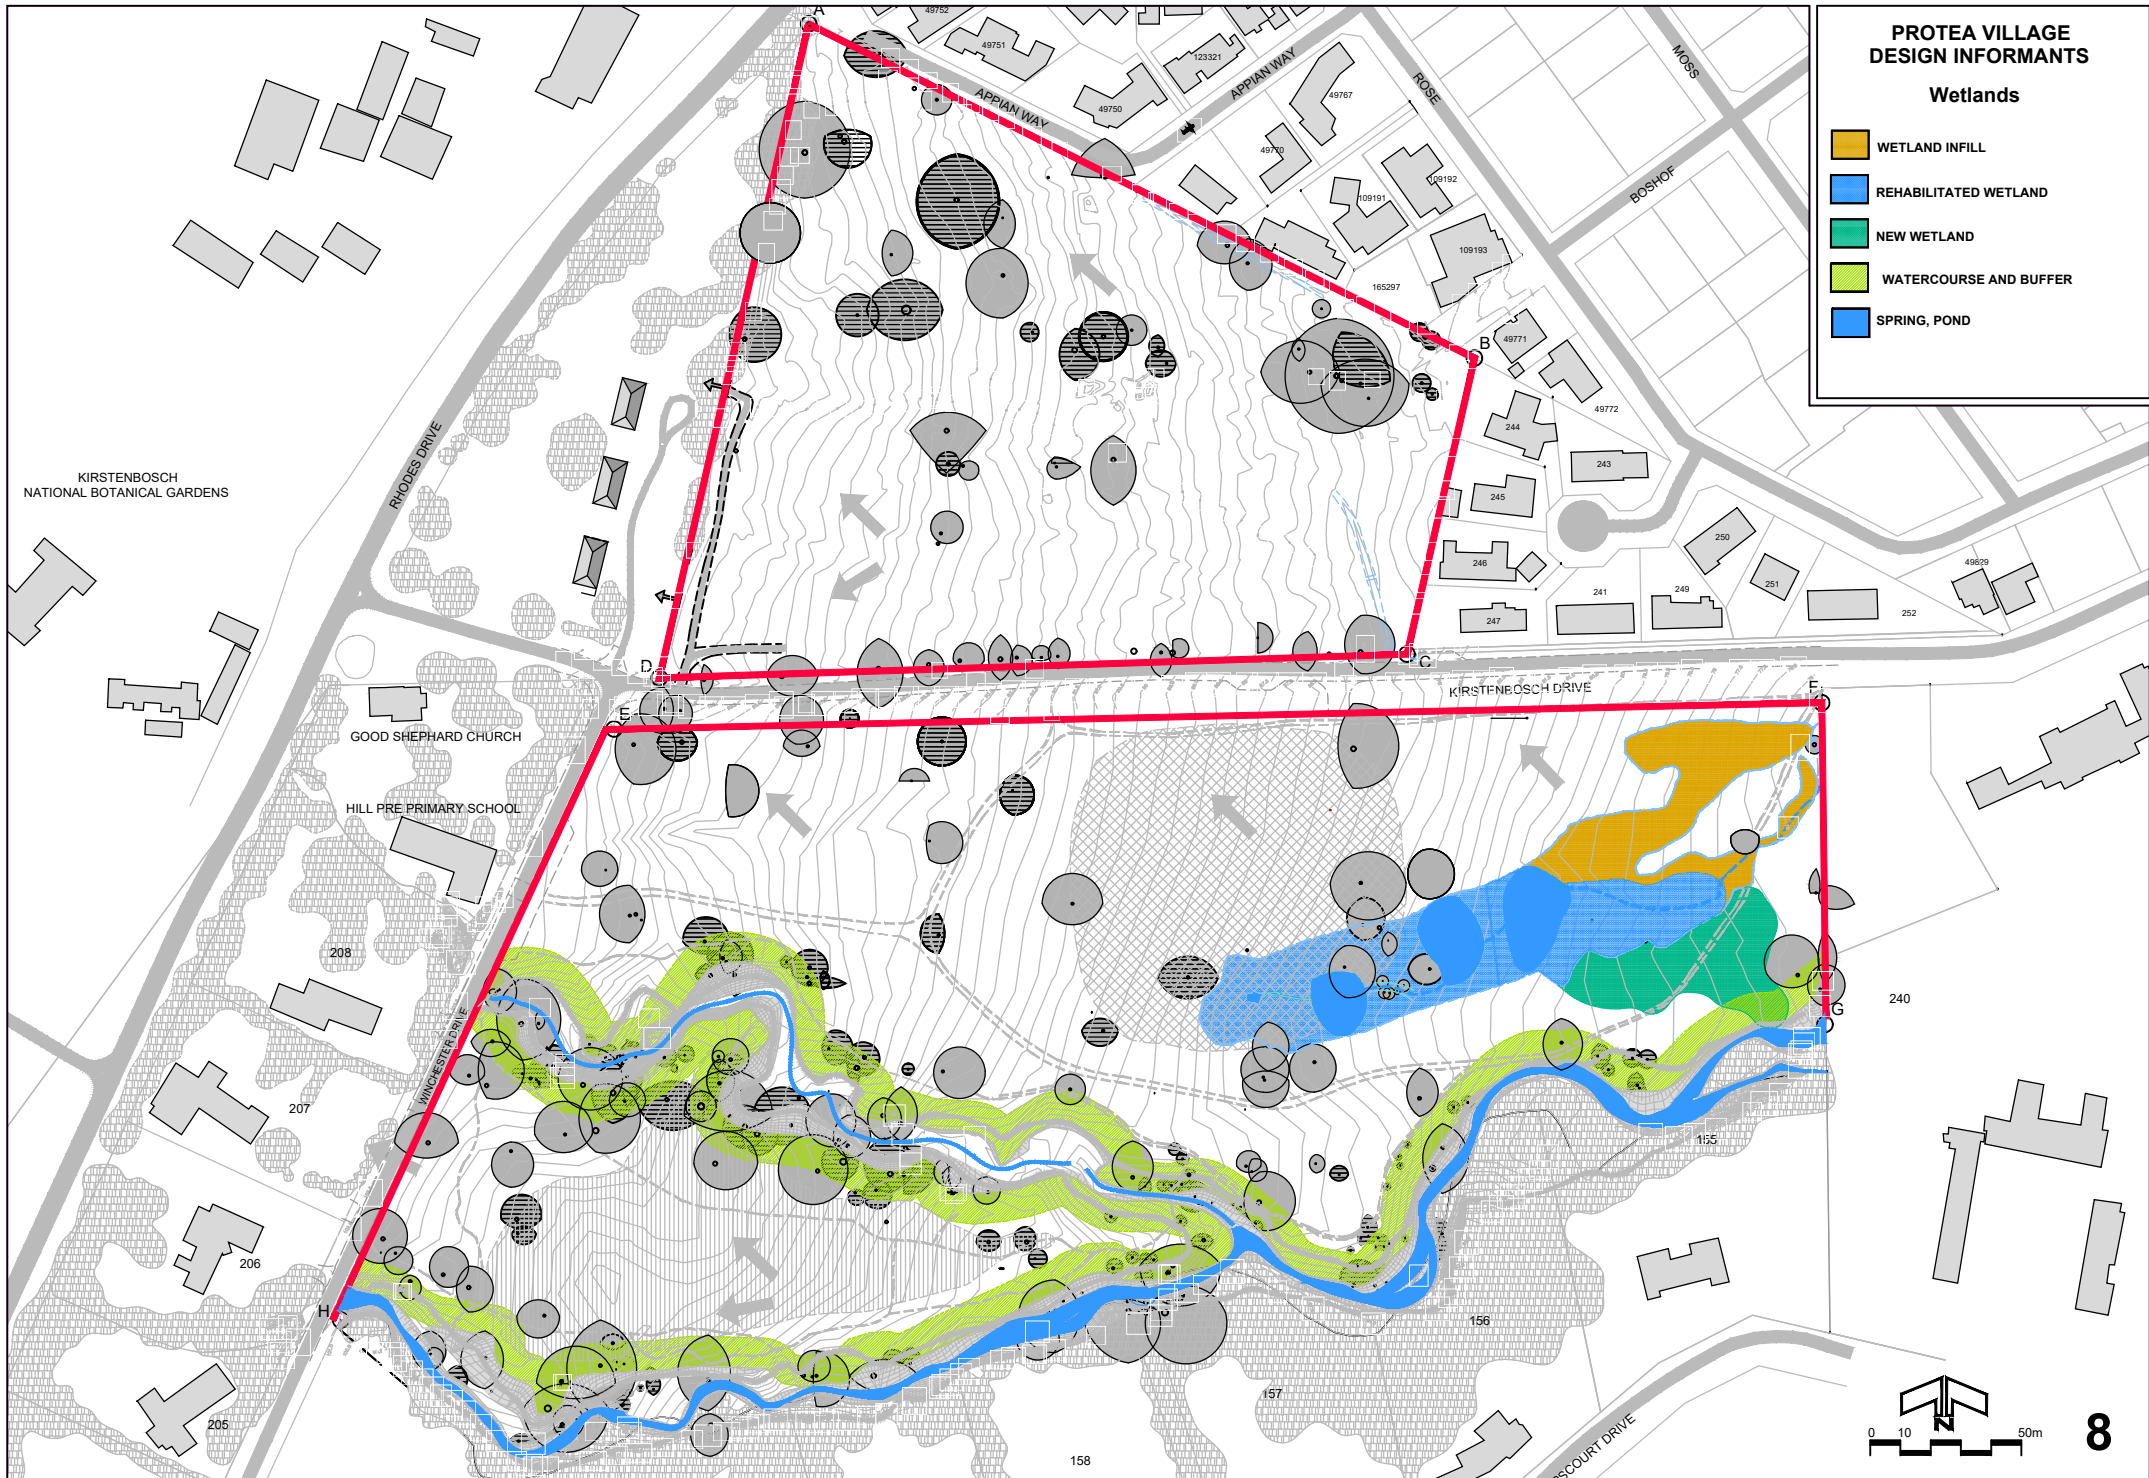 PROTEA VILLAGE
DESIGN INFORMANTS
Wetlands
WETLAND INFILL
REHABILITATED WETLAND
NEW WETLAND
WATERCOURSE AND BUFFER
SPRING, POND
A
49752
49751
123321
49750
APPIAN WAY
APPIAN WAY
49767
ROSE
MOSS
49770
109192
109191
BOSHOF
109193
165297
B
49771
49772
244
243
245
250
246
251
49829
241
249
247
252
KIRSTENBOSCH
NATIONAL BOTANICAL GARDENS
RHODES DRIVE
D
C
KIRSTENBOSCH DRIVE
E
F
GOOD SHEPHARD CHURCH
HILL PRE PRIMARY SCHOOL
208
240
G
WINCHESTER DRIVE
207
155
206
H
156
205
157
158
N
0 10 50m
8